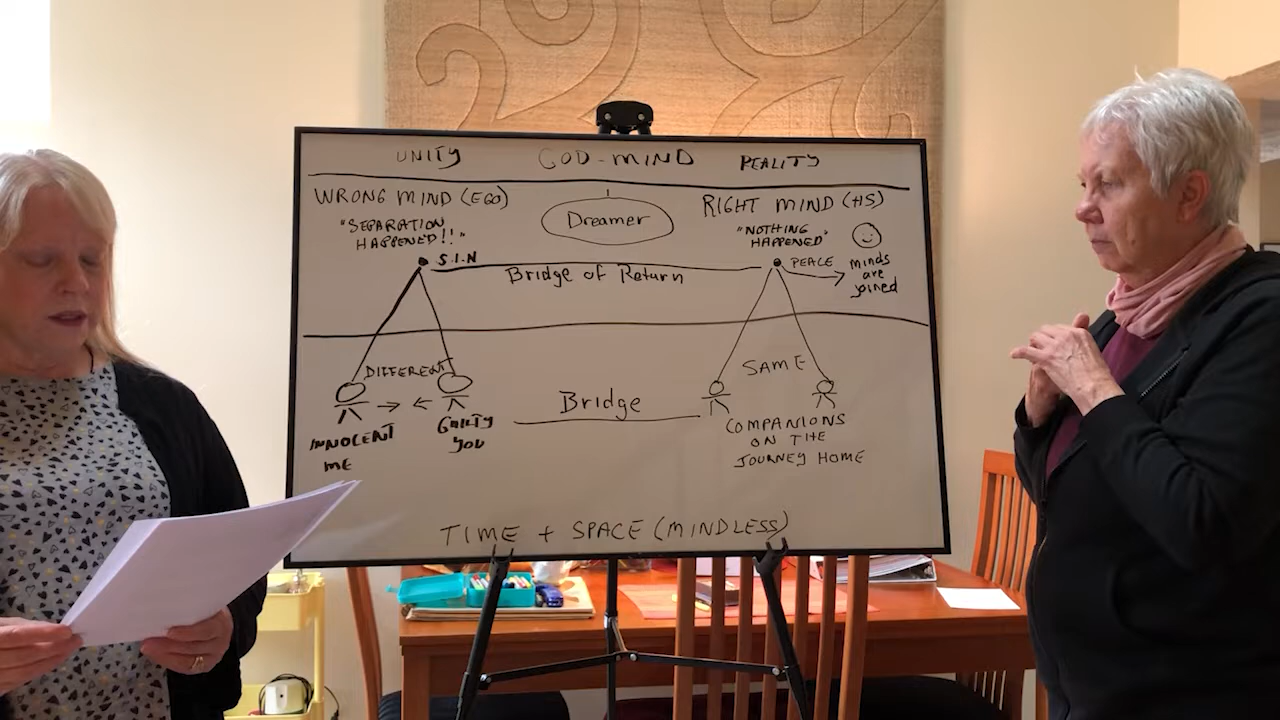 UNITY GOD-MIND REALITY
WRONG MIND (EGO)
"SEPARATION
HAPPENED!!"
S.I.N
Dreamer
RIGHT MIND (HS)
"NOTHING
HAPPENED"
PEACE
minds
are
joined
Bridge of Return
DIFFERENT
INNOCENT
ME
GUILTY
YOU
Bridge
SAME
COMPANIONS
ON THE
JOURNEY HOME
TIME + SPACE (MINDLESS)